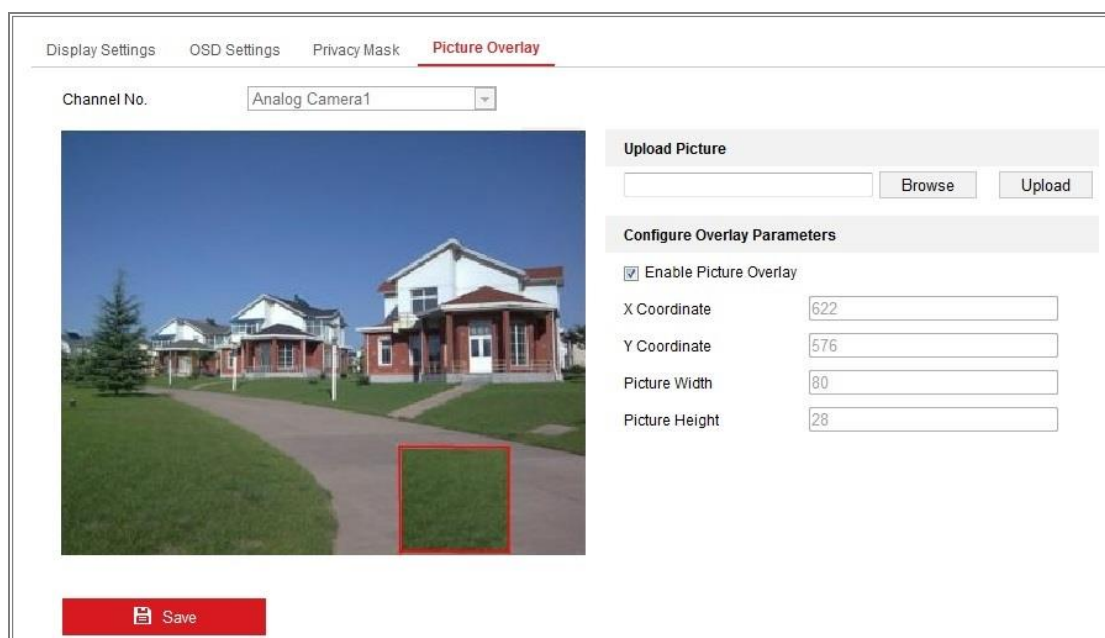 Display Settings OSD Settings Privacy Mask Picture Overlay
Channel No. Analog Camera1
Upload Picture
Browse Upload
Configure Overlay Parameters
Enable Picture Overlay
X Coordinate 622
Y Coordinate 576
Picture Width 80
Picture Height 28
Save